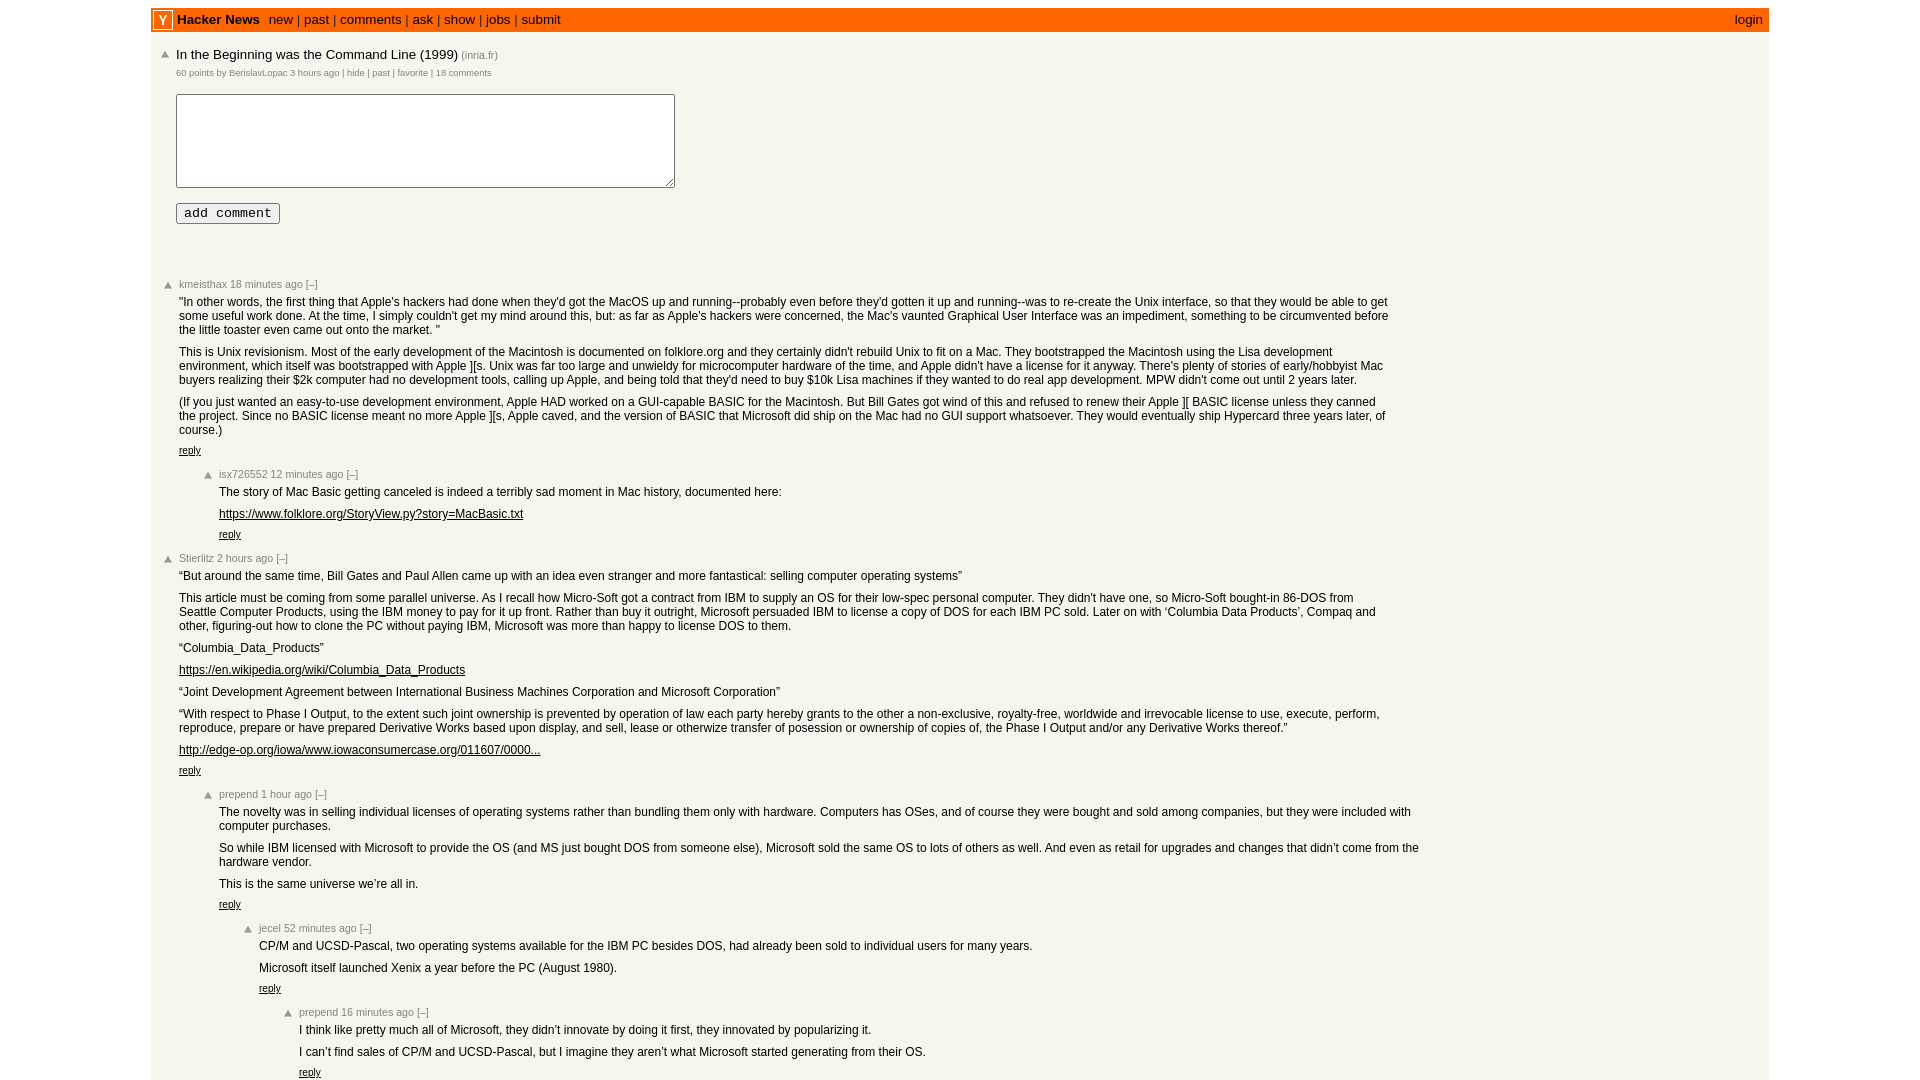 Y Hacker News new | past | comments | ask | show | jobs | submit login
In the Beginning was the Command Line (1999) (inria.fr)
60 points by BerislavLopac 3 hours ago | hide | past | favorite | 18 comments
add comment
kmeisthax 18 minutes ago [–]
"In other words, the first thing that Apple's hackers had done when they'd got the MacOS up and running--probably even before they'd gotten it up and running--was to re-create the Unix interface, so that they would be able to get
some useful work done. At the time, I simply couldn't get my mind around this, but: as far as Apple's hackers were concerned, the Mac's vaunted Graphical User Interface was an impediment, something to be circumvented before
the little toaster even came out onto the market. "
This is Unix revisionism. Most of the early development of the Macintosh is documented on folklore.org and they certainly didn't rebuild Unix to fit on a Mac. They bootstrapped the Macintosh using the Lisa development
environment, which itself was bootstrapped with Apple ][s. Unix was far too large and unwieldy for microcomputer hardware of the time, and Apple didn't have a license for it anyway. There's plenty of stories of early/hobbyist Mac
buyers realizing their $2k computer had no development tools, calling up Apple, and being told that they'd need to buy $10k Lisa machines if they wanted to do real app development. MPW didn't come out until 2 years later.
(If you just wanted an easy-to-use development environment, Apple HAD worked on a GUI-capable BASIC for the Macintosh. But Bill Gates got wind of this and refused to renew their Apple ][ BASIC license unless they canned
the project. Since no BASIC license meant no more Apple ][s, Apple caved, and the version of BASIC that Microsoft did ship on the Mac had no GUI support whatsoever. They would eventually ship Hypercard three years later, of
course.)
reply
isx726552 12 minutes ago [–]
The story of Mac Basic getting canceled is indeed a terribly sad moment in Mac history, documented here:
https://www.folklore.org/StoryView.py?story=MacBasic.txt
reply
Stierlitz 2 hours ago [–]
“But around the same time, Bill Gates and Paul Allen came up with an idea even stranger and more fantastical: selling computer operating systems”
This article must be coming from some parallel universe. As I recall how Micro-Soft got a contract from IBM to supply an OS for their low-spec personal computer. They didn't have one, so Micro-Soft bought-in 86-DOS from
Seattle Computer Products, using the IBM money to pay for it up front. Rather than buy it outright, Microsoft persuaded IBM to license a copy of DOS for each IBM PC sold. Later on with ‘Columbia Data Products’, Compaq and
other, figuring-out how to clone the PC without paying IBM, Microsoft was more than happy to license DOS to them.
“Columbia_Data_Products”
https://en.wikipedia.org/wiki/Columbia_Data_Products
“Joint Development Agreement between International Business Machines Corporation and Microsoft Corporation”
“With respect to Phase I Output, to the extent such joint ownership is prevented by operation of law each party hereby grants to the other a non-exclusive, royalty-free, worldwide and irrevocable license to use, execute, perform,
reproduce, prepare or have prepared Derivative Works based upon display, and sell, lease or otherwize transfer of posession or ownership of copies of, the Phase I Output and/or any Derivative Works thereof.”
http://edge-op.org/iowa/www.iowaconsumercase.org/011607/0000...
reply
prepend 1 hour ago [–]
The novelty was in selling individual licenses of operating systems rather than bundling them only with hardware. Computers has OSes, and of course they were bought and sold among companies, but they were included with
computer purchases.
So while IBM licensed with Microsoft to provide the OS (and MS just bought DOS from someone else), Microsoft sold the same OS to lots of others as well. And even as retail for upgrades and changes that didn’t come from the
hardware vendor.
This is the same universe we’re all in.
reply
jecel 52 minutes ago [–]
CP/M and UCSD-Pascal, two operating systems available for the IBM PC besides DOS, had already been sold to individual users for many years.
Microsoft itself launched Xenix a year before the PC (August 1980).
reply
prepend 16 minutes ago [–]
I think like pretty much all of Microsoft, they didn’t innovate by doing it first, they innovated by popularizing it.
I can’t find sales of CP/M and UCSD-Pascal, but I imagine they aren’t what Microsoft started generating from their OS.
reply